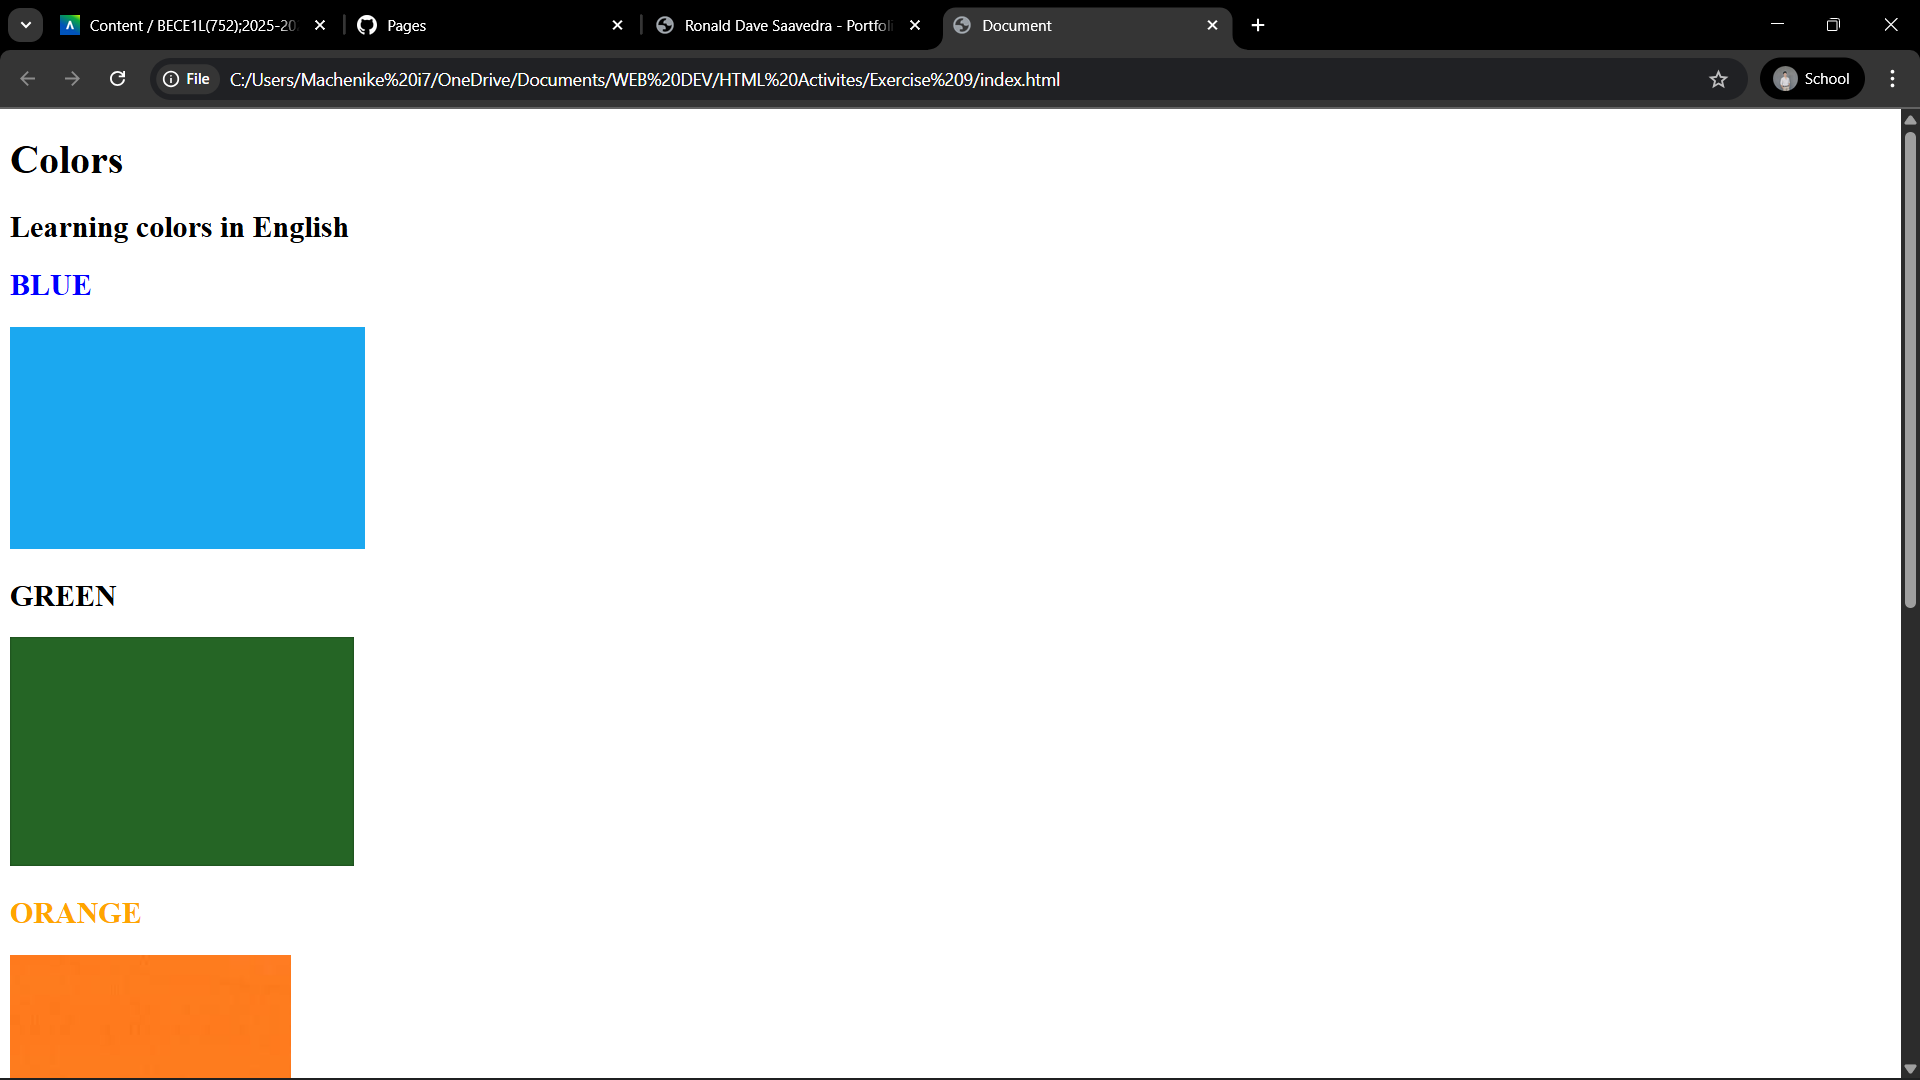 Content / BECE1L(752);2025-20
Pages
Ronald Dave Saavedra - Portfoli
Document
File
C:/Users/Machenike%20i7/OneDrive/Documents/WEB%20DEV/HTML%20Activites/Exercise%209/index.html
School
Colors
Learning colors in English
BLUE
GREEN
ORANGE